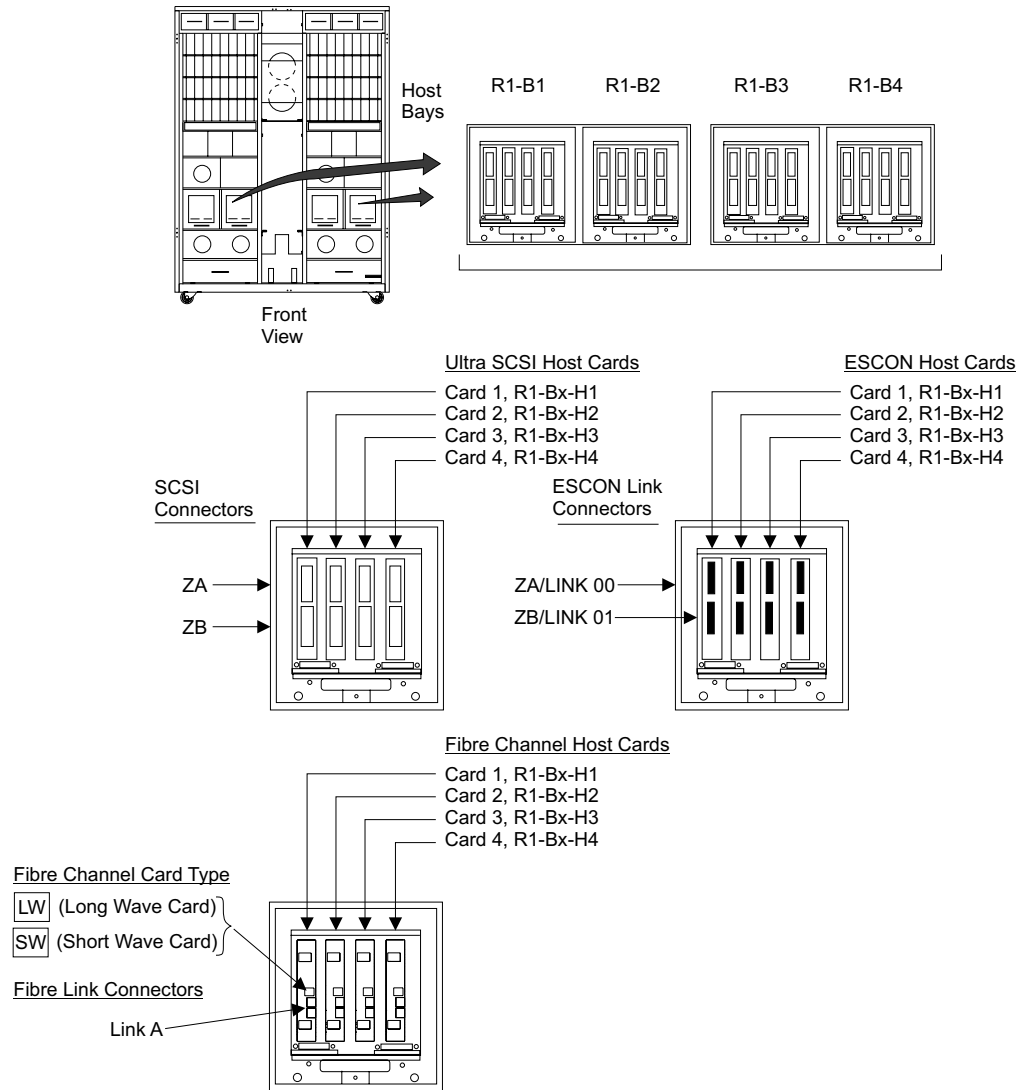 Host
Bays
R1-B1
R1-B2
R1-B3
R1-B4
Front
View
Ultra SCSI Host Cards
Card 1, R1-Bx-H1
Card 2, R1-Bx-H2
Card 3, R1-Bx-H3
Card 4, R1-Bx-H4
SCSI
Connectors
ZA
ZB
ESCON Host Cards
Card 1, R1-Bx-H1
Card 2, R1-Bx-H2
Card 3, R1-Bx-H3
Card 4, R1-Bx-H4
ESCON Link
Connectors
ZA/LINK 00
ZB/LINK 01
Fibre Channel Host Cards
Card 1, R1-Bx-H1
Card 2, R1-Bx-H2
Card 3, R1-Bx-H3
Card 4, R1-Bx-H4
Fibre Channel Card Type
LW (Long Wave Card)
SW (Short Wave Card)
Fibre Link Connectors
Link A